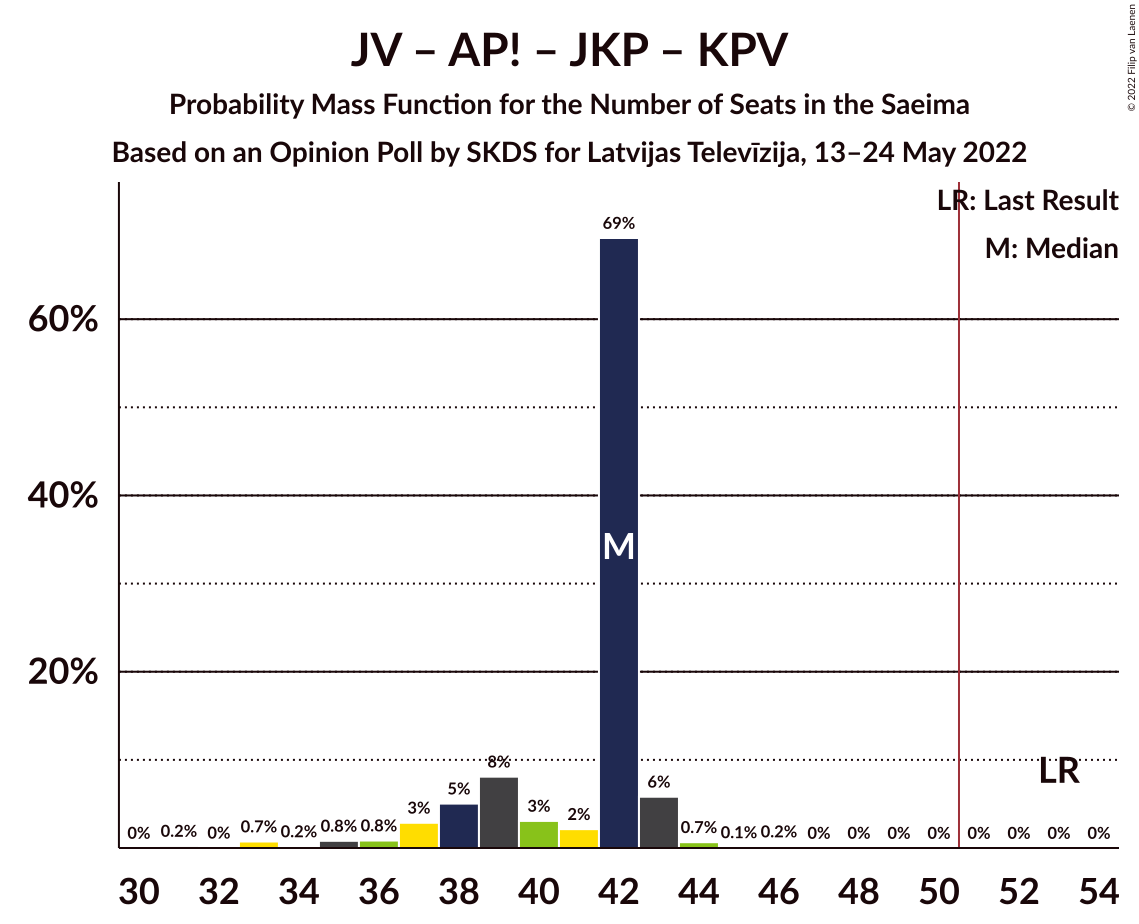 JV – AP! – JKP – KPV
Probability Mass Function for the Number of Seats in the Saeima
Based on an Opinion Poll by SKDS for Latvijas Televīzija, 13–24 May 2022
© 2022 Filip van Laenen
LR: Last Result
M: Median
69%
60%
40%
M
20%
8%
LR
5%
6%
3%
3%
2%
0% 0.2% 0% 0.7% 0.2% 0.8% 0.8% 0.7% 0.1% 0.2% 0% 0% 0% 0% 0% 0% 0% 0%
30 32 34 36 38 40 42 44 46 48 50 52 54